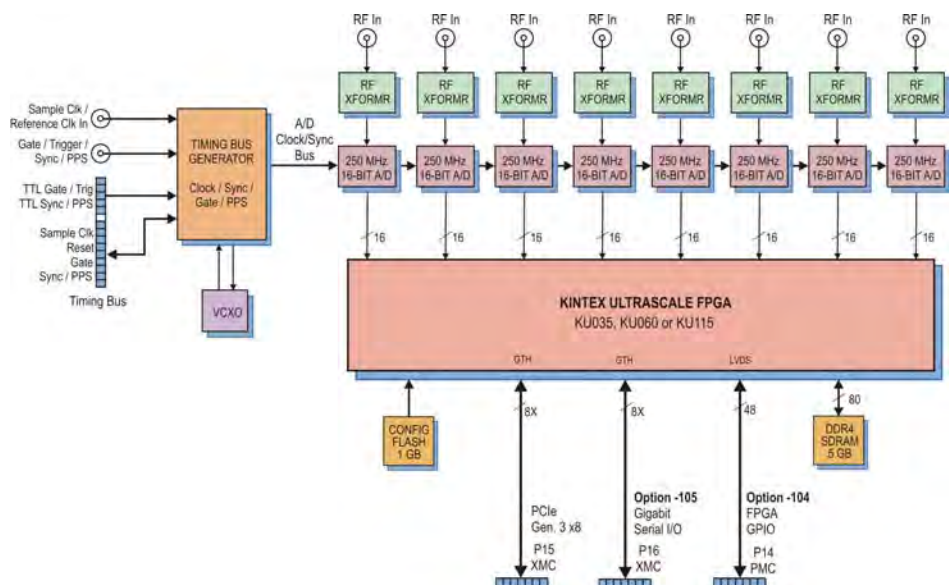 RF In RF In RF In RF In RF In RF In RF In RF In
RF XFORMR
RF XFORMR
RF XFORMR
RF XFORMR
RF XFORMR
RF XFORMR
RF XFORMR
RF XFORMR
Sample Clk /
Reference Clk In
Gate / Trigger /
Sync / PPS
TTL Gate / Trig
TTL Sync / PPS
Sample Clk
Reset
Gate
Sync / PPS
Timing Bus
TIMING BUS
GENERATOR
Clock / Sync /
Gate / PPS
VCXO
A/D
Clock/Sync
Bus
250 MHz
16-BIT A/D
250 MHz
16-BIT A/D
250 MHz
16-BIT A/D
250 MHz
16-BIT A/D
250 MHz
16-BIT A/D
250 MHz
16-BIT A/D
250 MHz
16-BIT A/D
250 MHz
16-BIT A/D
16 16 16 16 16 16 16 16
KINTEX ULTRASCALE FPGA
KU035, KU060 or KU115
GTH GTH LVDS
8X 8X 48 80
CONFIG
FLASH
1 GB
DDR4
SDRAM
5 GB
PCIe
Gen. 3 x8
P15
XMC
Option -105
Gigabit
Serial I/O
P16
XMC
Option -104
FPGA
GPIO
P14
PMC